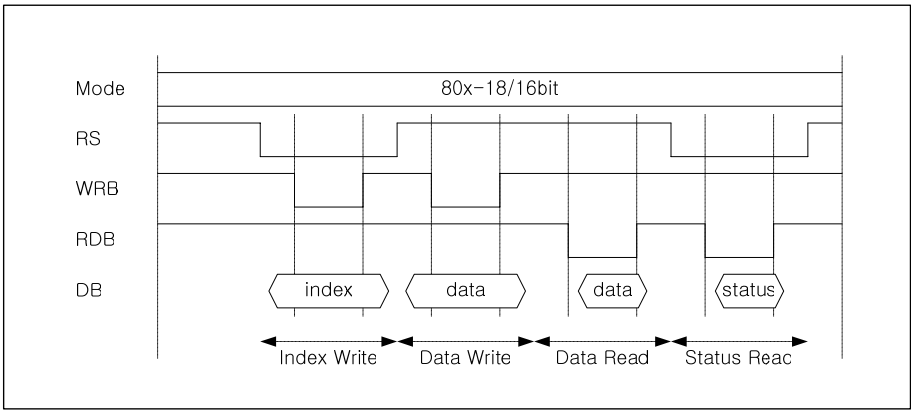 Mode 80x-18/16bit
RS
WRB
RDB
DB index data data status
Index Write Data Write Data Read Status Reac